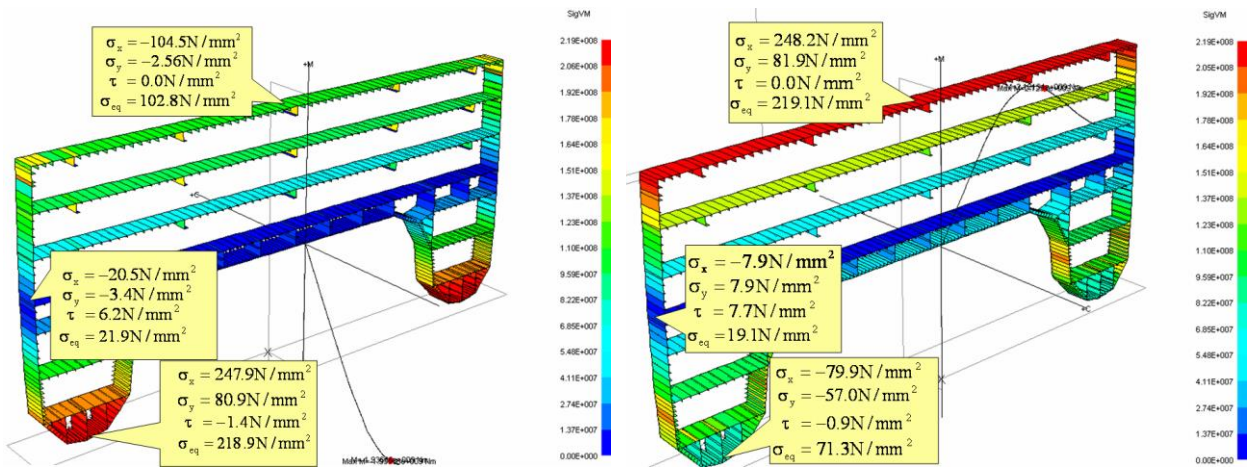 SigVM
2.19E+008
2.06E+008
1.92E+008
1.78E+008
1.64E+008
1.51E+008
1.37E+008
1.23E+008
1.10E+008
9.59E+007
8.22E+007
6.85E+007
5.48E+007
4.11E+007
2.74E+007
1.37E+007
0.00E+000
σx = −104.5N/mm²
σy = −2.56N/mm²
τ = 0.0N/mm²
σeq = 102.8N/mm²
+M
+C
σx = −20.5N/mm²
σy = −3.4N/mm²
τ = 6.2N/mm²
σeq = 21.9N/mm²
X
σx = 247.9N/mm²
σy = 80.9N/mm²
τ = −1.4N/mm²
σeq = 218.9N/mm²
SigVM
2.19E+008
2.06E+008
1.92E+008
1.78E+008
1.64E+008
1.51E+008
1.37E+008
1.23E+008
1.10E+008
9.59E+007
8.22E+007
6.85E+007
5.48E+007
4.11E+007
2.74E+007
1.37E+007
0.00E+000
σx = 248.2N/mm²
σy = 81.9N/mm²
τ = 0.0N/mm²
σeq = 219.1N/mm²
+M
σx = −7.9N/mm²
σy = 7.9N/mm²
τ = 7.7N/mm²
σeq = 19.1N/mm²
+C
X
σx = −79.9N/mm²
σy = −57.0N/mm²
τ = −0.9N/mm²
σeq = 71.3N/mm²